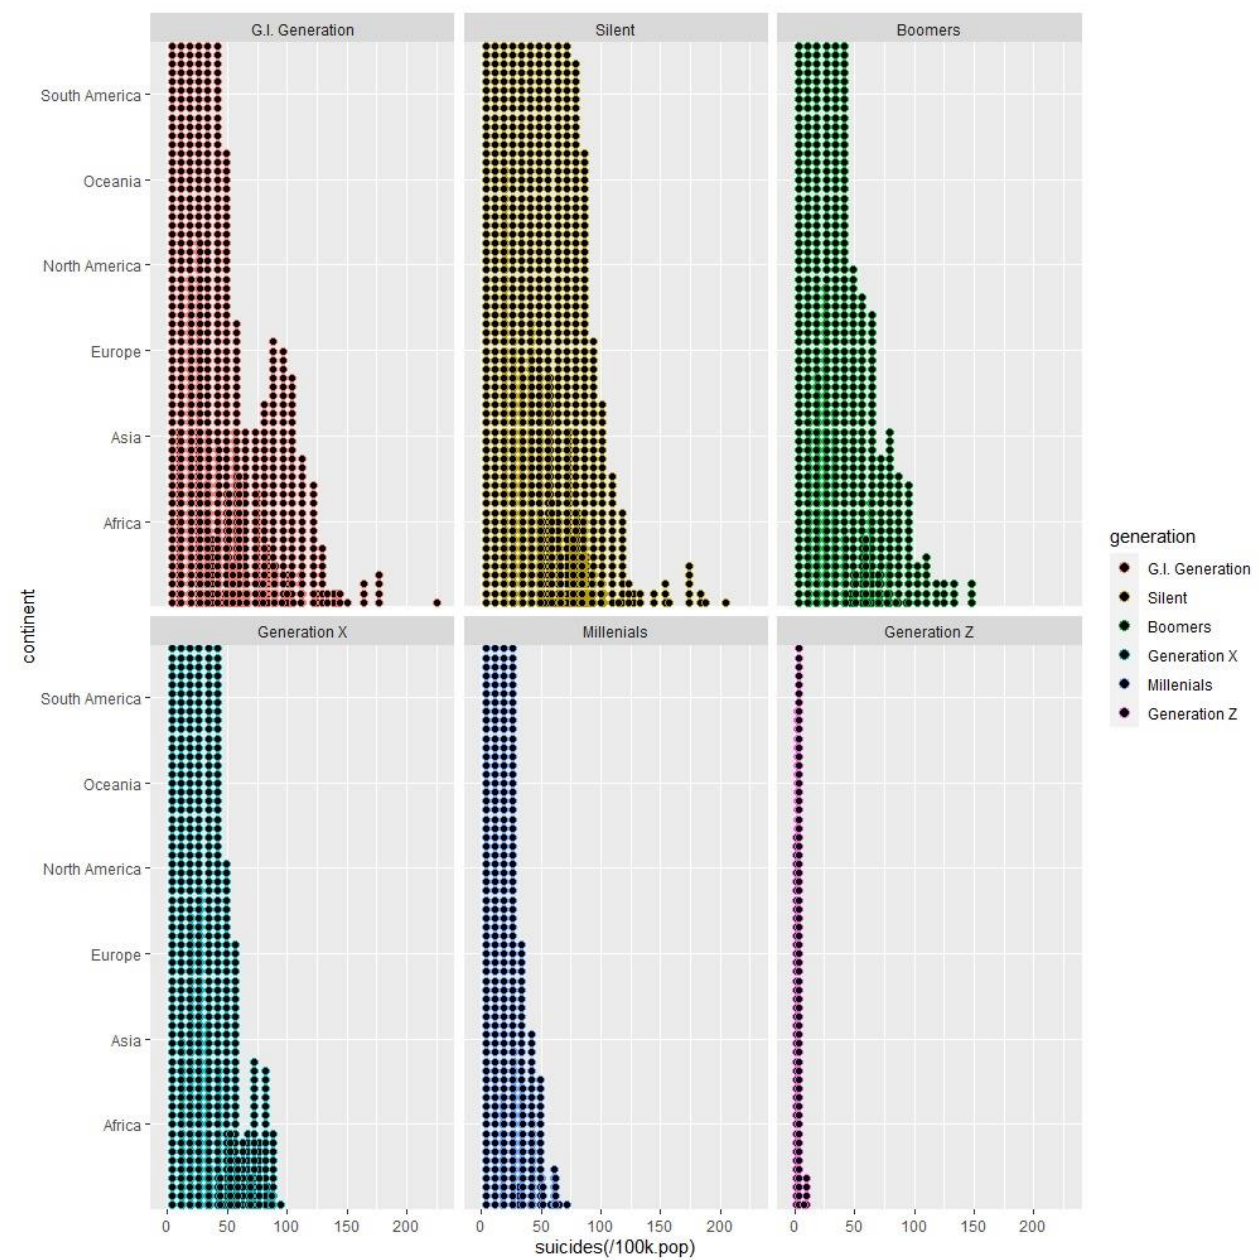 G.I. Generation
Silent
Boomers
South America
Oceania
North America
Europe
Asia
Africa
continent
Generation X
Millenials
Generation Z
South America
Oceania
North America
Europe
Asia
Africa
0 50 100 150 200
0 50 100 150 200
0 50 100 150 200
suicides(/100k.pop)
generation
G.I. Generation
Silent
Boomers
Generation X
Millenials
Generation Z